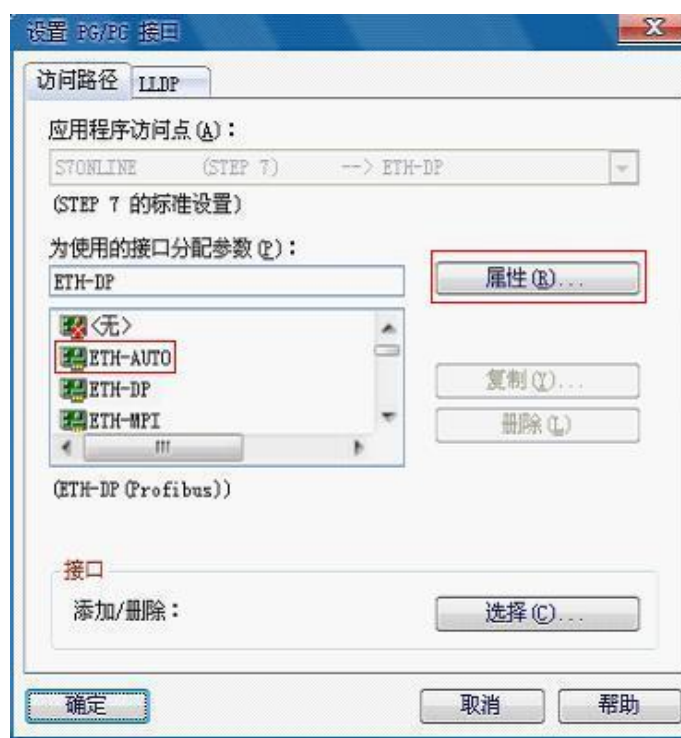 设置 PG/PC 接口
访问路径 LLDP
应用程序访问点(A):
S7ONLINE (STEP 7) --> ETH-DP
(STEP 7 的标准设置)
为使用的接口分配参数(P):
ETH-DP
属性(R)...
<无>
ETH-AUTO
ETH-DP
ETH-MPI
复制(Y)...
删除(L)
(ETH-DP(Profibus))
接口
添加/删除:
选择(C)...
确定
取消
帮助